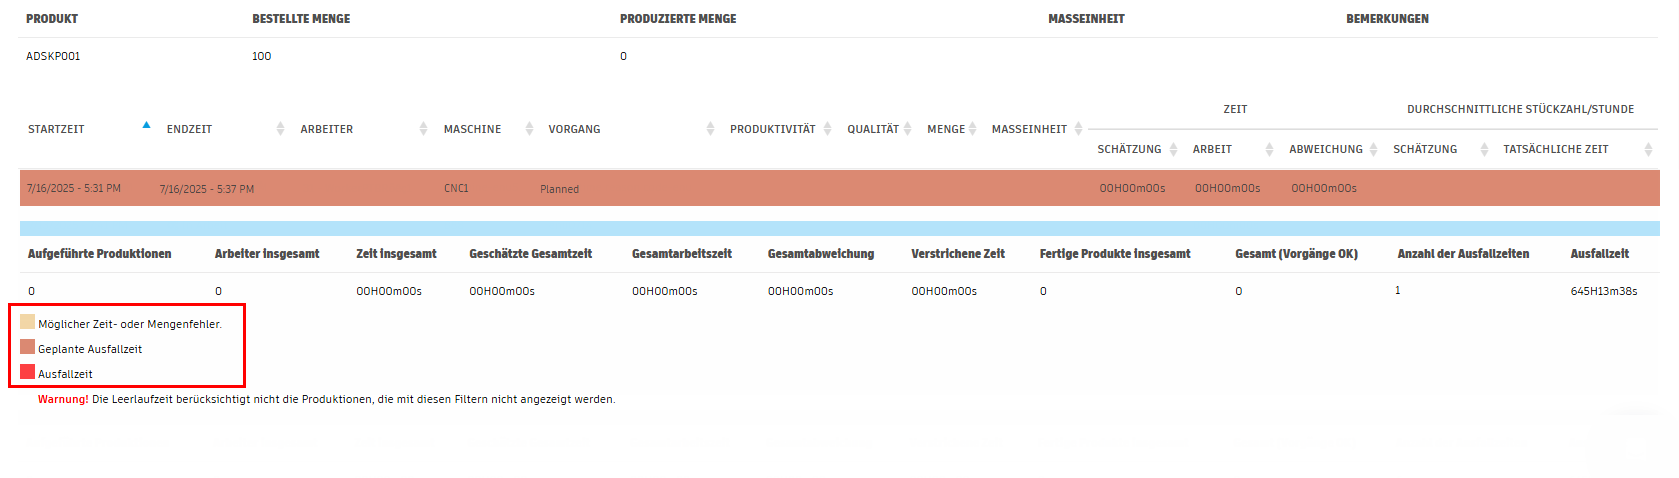 PRODUKT BESTELLTE MENGE PRODUZIERTE MENGE MASSEINHEIT BEMERKUNGEN
ADSKP001 100 0
ZEIT DURCHSCHNITTLICHE STÜCKZAHL/STUNDE
STARTZEIT ENDZEIT ARBEITER MASCHINE VORGANG PRODUKTIVITÄT QUALITÄT MENGE MASSEINHEIT
SCHÄTZUNG ARBEIT ABWEICHUNG SCHÄTZUNG TATSÄCHLICHE ZEIT
7/16/2025 - 5:31 PM 7/16/2025 - 5:37 PM CNC1 Planned 00H00m00s 00H00m00s 00H00m00s
Aufgeführte Produktionen Arbeiter insgesamt Zeit insgesamt Geschätzte Gesamtzeit Gesamtarbeitszeit Gesamtabweichung Verstrichene Zeit Fertige Produkte insgesamt Gesamt (Vorgänge OK) Anzahl der Ausfallzeiten Ausfallzeit
0 0 00H00m00s 00H00m00s 00H00m00s 00H00m00s 00H00m00s 0 0 1 645H13m38s
Möglicher Zeit- oder Mengenfehler.
Geplante Ausfallzeit
Ausfallzeit
Warnung! Die Leerlaufzeit berücksichtigt nicht die Produktionen, die mit diesen Filtern nicht angezeigt werden.